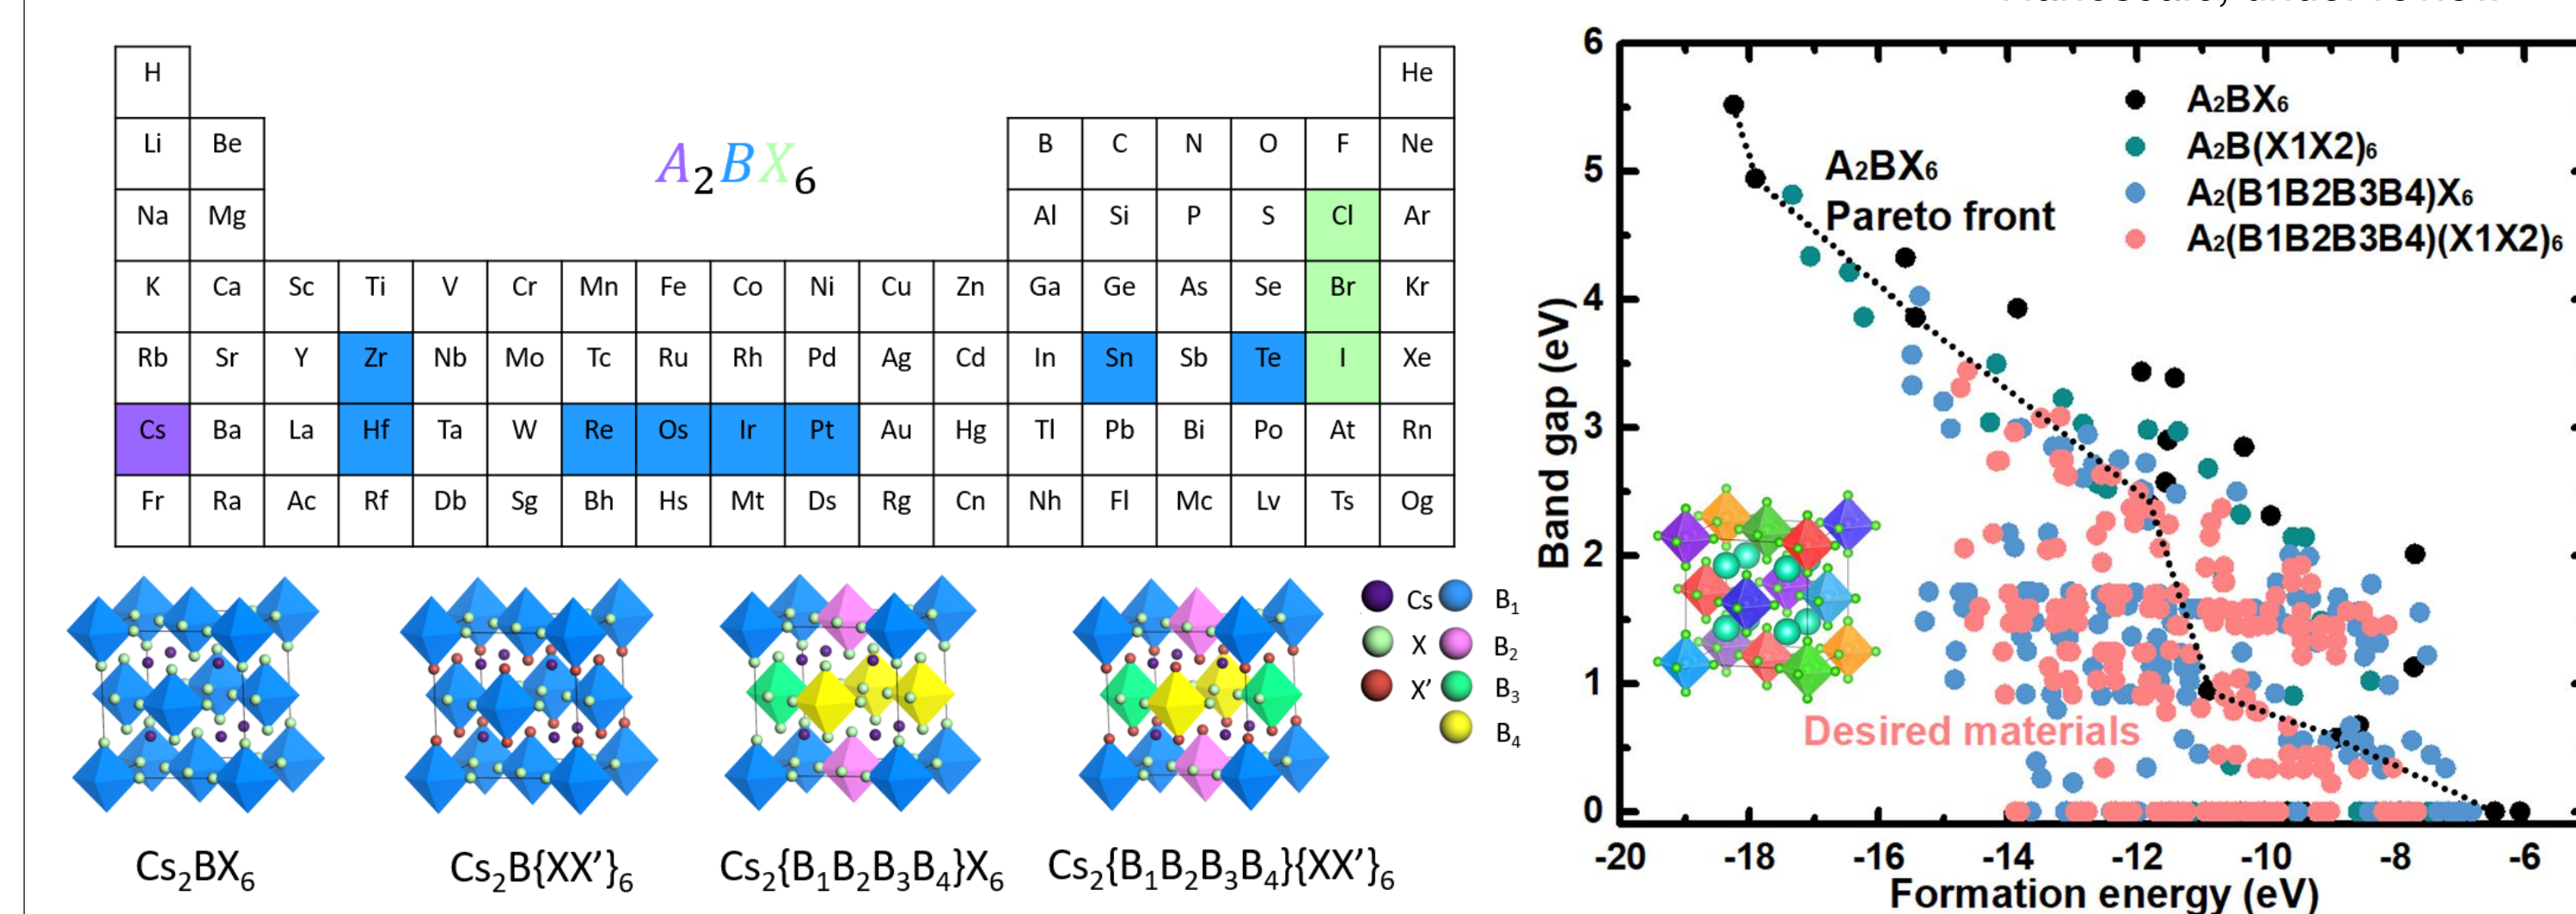 H He
Li Be B C N O F Ne
A₂BX₆
Na Mg Al Si P S Cl Ar
K Ca Sc Ti V Cr Mn Fe Co Ni Cu Zn Ga Ge As Se Br Kr
Rb Sr Y Zr Nb Mo Tc Ru Rh Pd Ag Cd In Sn Sb Te I Xe
Cs Ba La Hf Ta W Re Os Ir Pt Au Hg Tl Pb Bi Po At Rn
Fr Ra Ac Rf Db Sg Bh Hs Mt Ds Rg Cn Nh Fl Mc Lv Ts Og
Cs B₁
X B₂
X’ B₃
B₄
Cs₂BX₆
Cs₂B{XX’}₆
Cs₂{B₁B₂B₃B₄}X₆
Cs₂{B₁B₂B₃B₄}{XX’}₆
Band gap (eV)
6
5
4
3
2
1
0
A₂BX₆
A₂B(X1X2)₆
A₂(B1B2B3B4)X₆
A₂(B1B2B3B4)(X1X2)₆
A₂BX₆
Pareto front
Desired materials
-20 -18 -16 -14 -12 -10 -8 -6
Formation energy (eV)